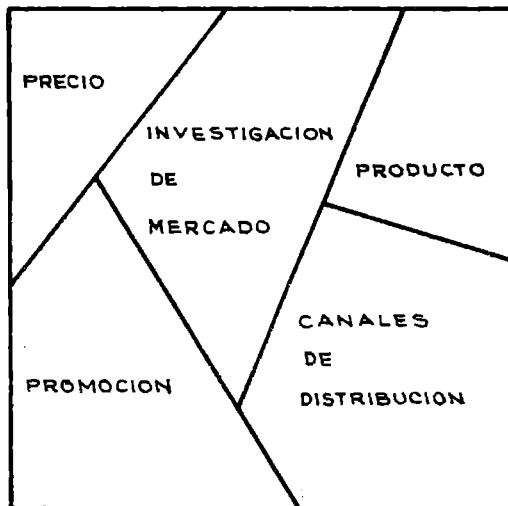 PRECIO
INVESTIGACION
DE
MERCADO
PRODUCTO
PROMOCION
CANALES
DE
DISTRIBUCION